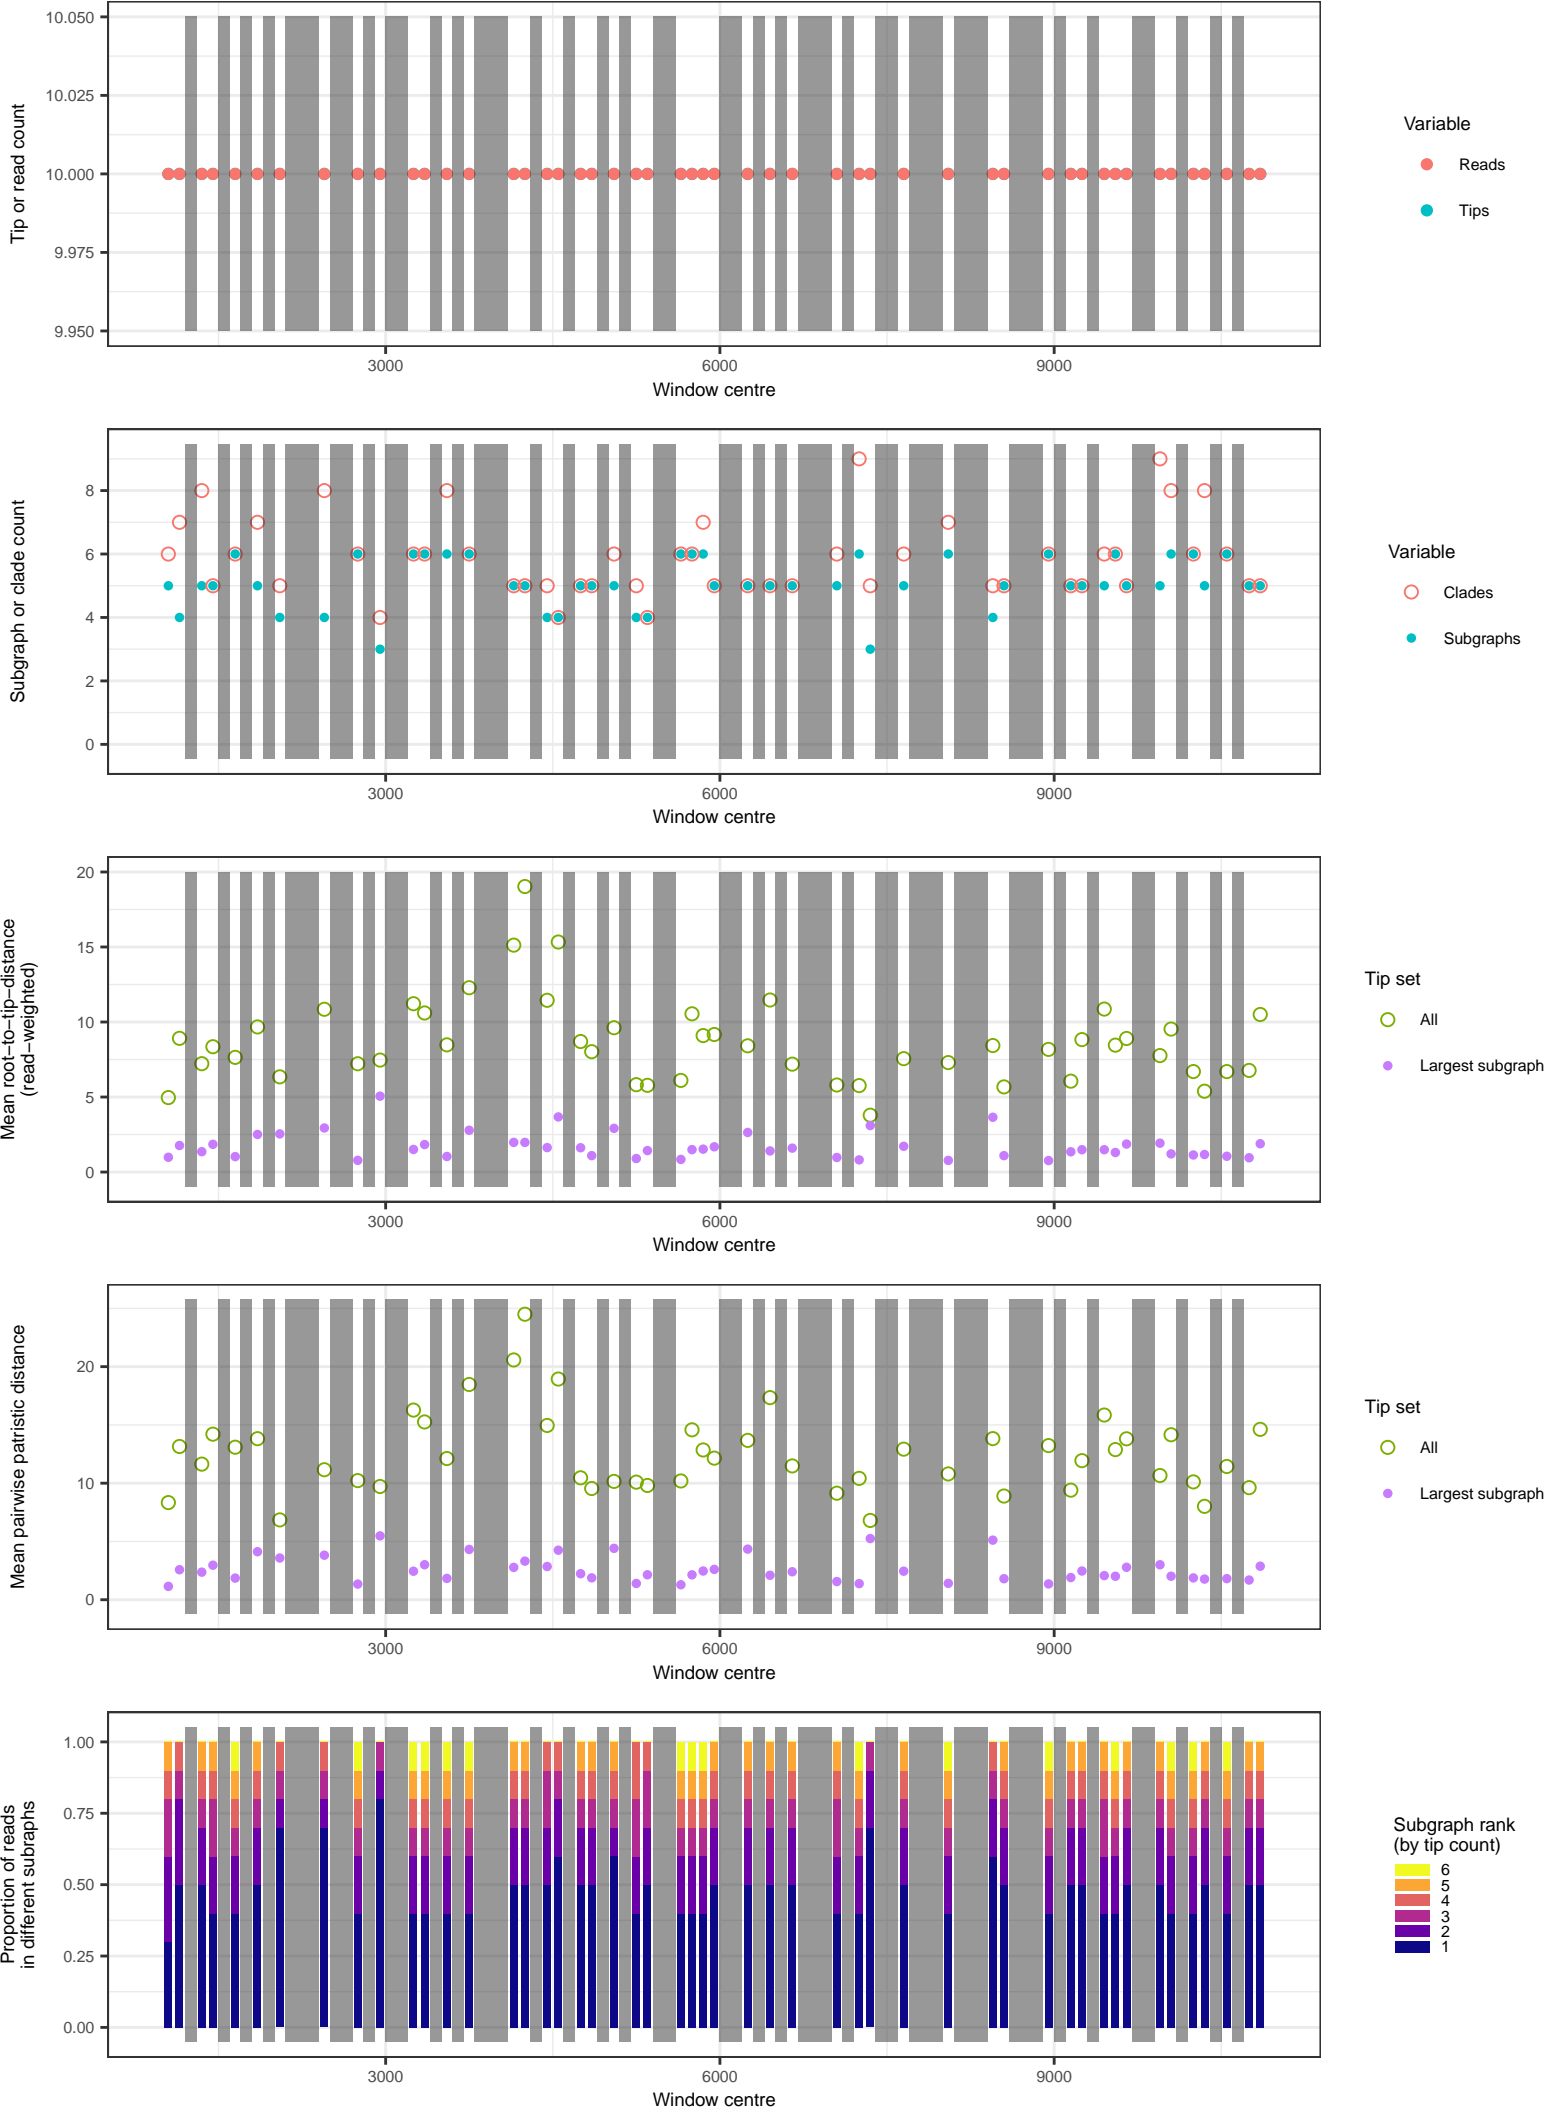 10.050
10.025
10.000
9.975
9.950
Tip or read count
3000
6000
9000
Window centre
Variable
Reads
Tips
8
6
4
2
0
Subgraph or clade count
3000
6000
9000
Window centre
Variable
Clades
Subgraphs
20
15
10
5
0
Mean root−to−tip−distance
(read−weighted)
3000
6000
9000
Window centre
Tip set
All
Largest subgraph
20
10
0
Mean pairwise patristic distance
3000
6000
9000
Window centre
Tip set
All
Largest subgraph
1.00
0.75
0.50
0.25
0.00
Proportion of reads
in different subraphs
3000
6000
9000
Window centre
Subgraph rank
(by tip count)
6
5
4
3
2
1